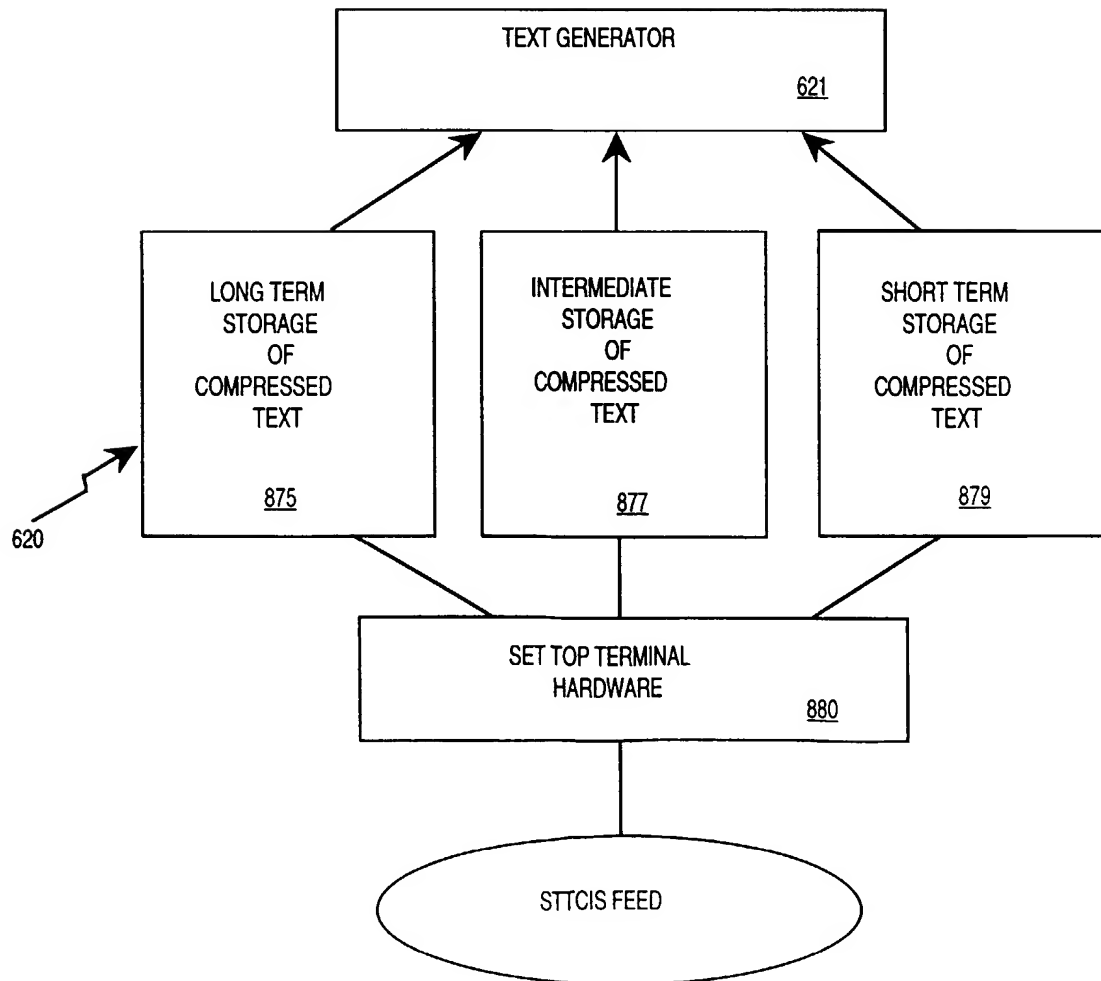 TEXT GENERATOR
621
LONG TERM
STORAGE
OF
COMPRESSED
TEXT
875
INTERMEDIATE
STORAGE
OF
COMPRESSED
TEXT
877
SHORT TERM
STORAGE
OF
COMPRESSED
TEXT
879
620
SET TOP TERMINAL
HARDWARE
880
STTCIS FEED